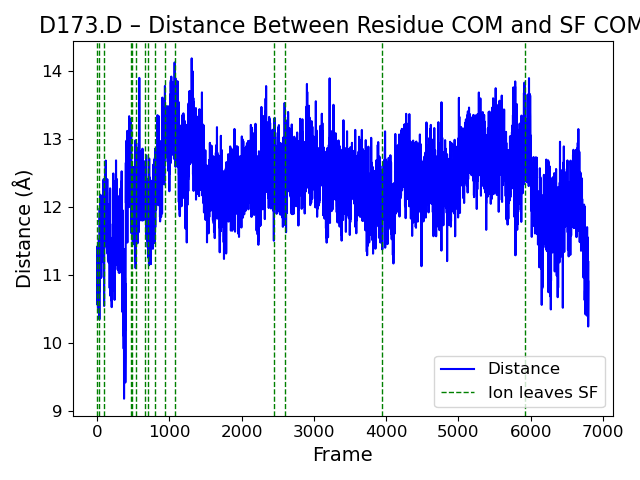 D173.D – Distance Between Residue COM and SF COM
Distance (Å)
14
13
12
11
10
9
0 1000 2000 3000 4000 5000 6000 7000
Frame
Distance
Ion leaves SF